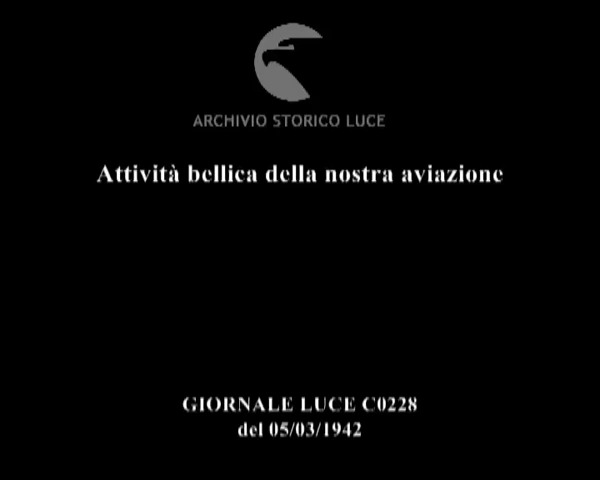 ARCHIVIO STORICO LUCE
Attività bellica della nostra aviazione
GIORNALE LUCE C0228
del 05/03/1942